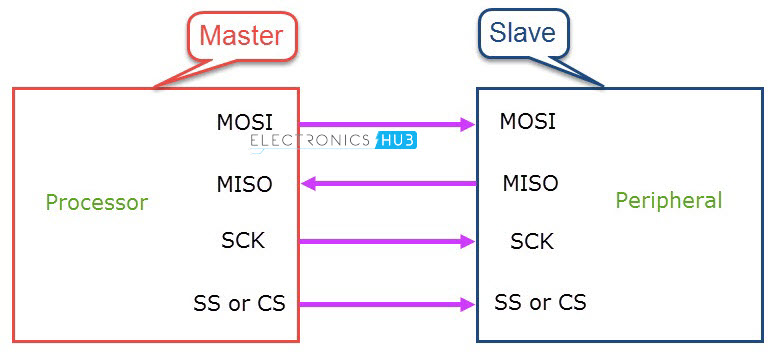 Master
Slave
MOSI
MOSI
ELECTRONICS HUB
MISO
MISO
Processor
Peripheral
SCK
SCK
SS or CS
SS or CS